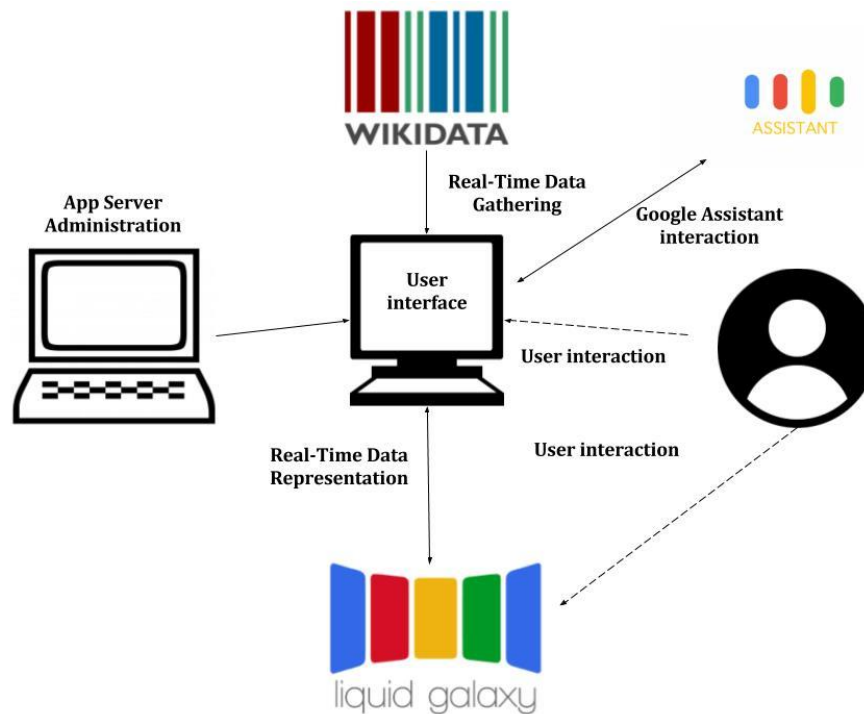 WIKIDATA
ASSISTANT
App Server
Administration
Real-Time Data
Gathering
Google Assistant
interaction
User
interface
User interaction
Real-Time Data
Representation
User interaction
liquid galaxy